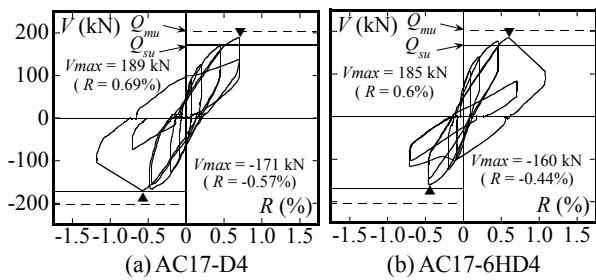 V (kN)
Qmu
Qsu
200
100
0
-100
-200
Vmax = 189 kN
( R = 0.69%)
Vmax = -171 kN
( R = -0.57%)
R (%)
-1.5 -1.0 -0.5 0 0.5 1.0 1.5
(a) AC17-D4
V (kN)
Qmu
Qsu
Vmax = 185 kN
( R = 0.6%)
Vmax = -160 kN
( R = -0.44%)
R (%)
-1.5 -1.0 -0.5 0 0.5 1.0 1.5
(b) AC17-6HD4